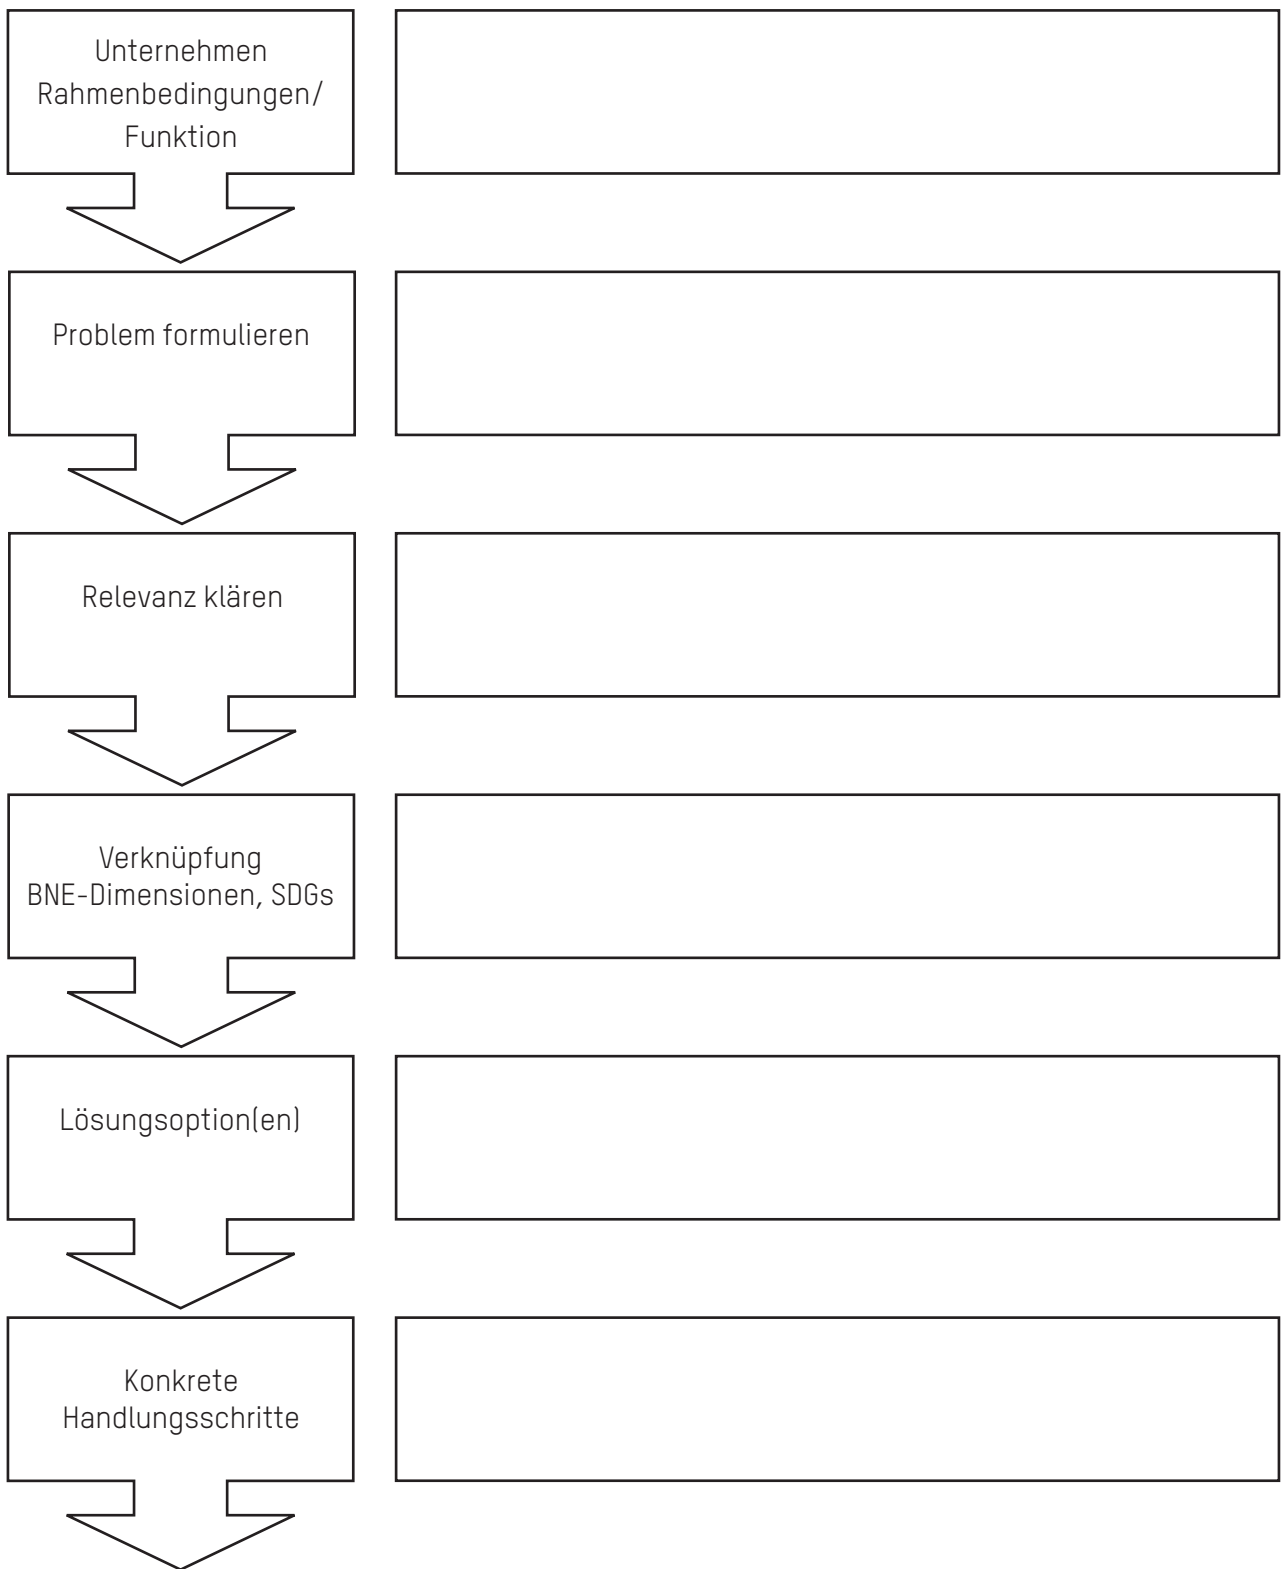 Unternehmen
Rahmenbedingungen/
Funktion
Problem formulieren
Relevanz klären
Verknüpfung
BNE-Dimensionen, SDGs
Lösungsoption(en)
Konkrete
Handlungsschritte